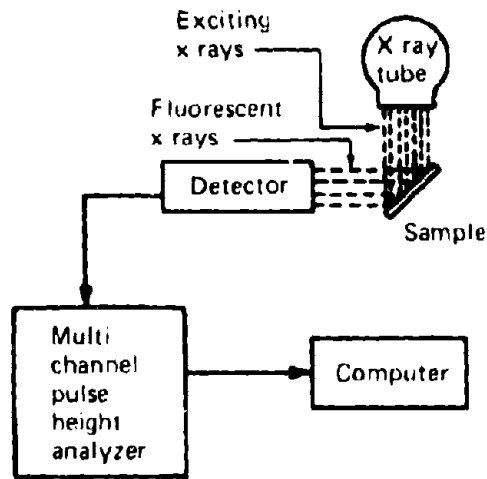 Exciting
x rays
X ray
tube
Fluorescent
x rays
Detector
Sample
Multi
channel
pulse
height
analyzer
Computer